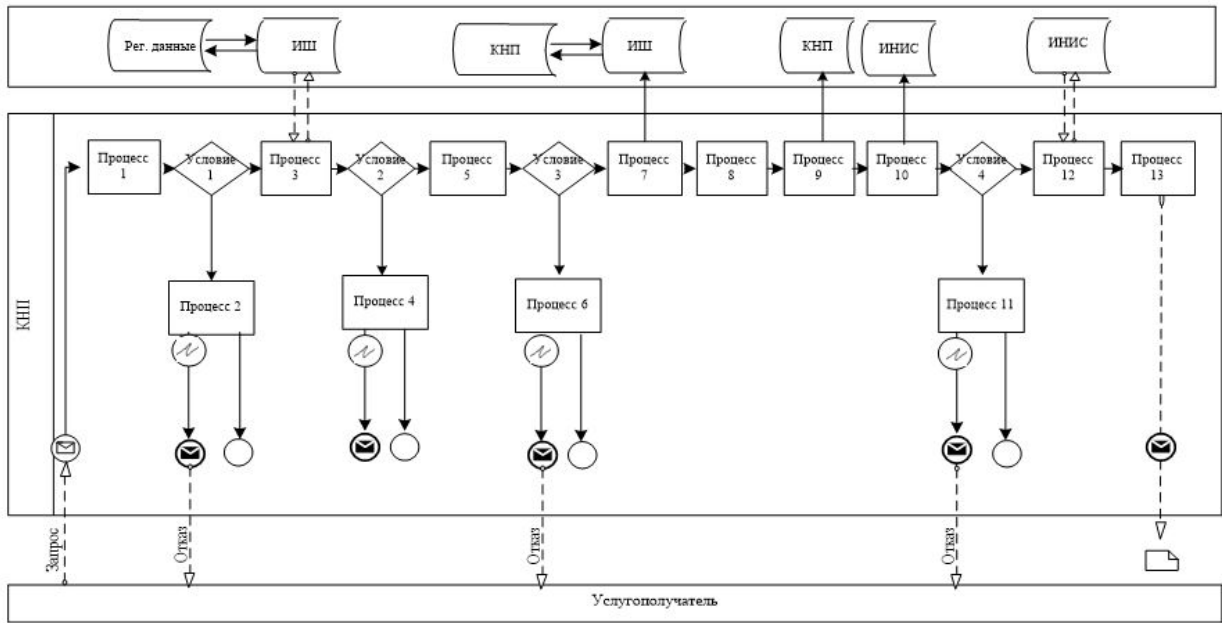 Рег. данные
ИШ
КНП
ИШ
КНП
ИНИС
ИНИС
КНП
Процесс
1
Условие
1
Процесс
3
Условие
2
Процесс
5
Условие
3
Процесс
7
Процесс
8
Процесс
9
Процесс
10
Условие
4
Процесс
12
Процесс
13
Процесс 2
Процесс 4
Процесс 6
Процесс 11
Запрос
Отказ
Отказ
Отказ
Услугополучатель